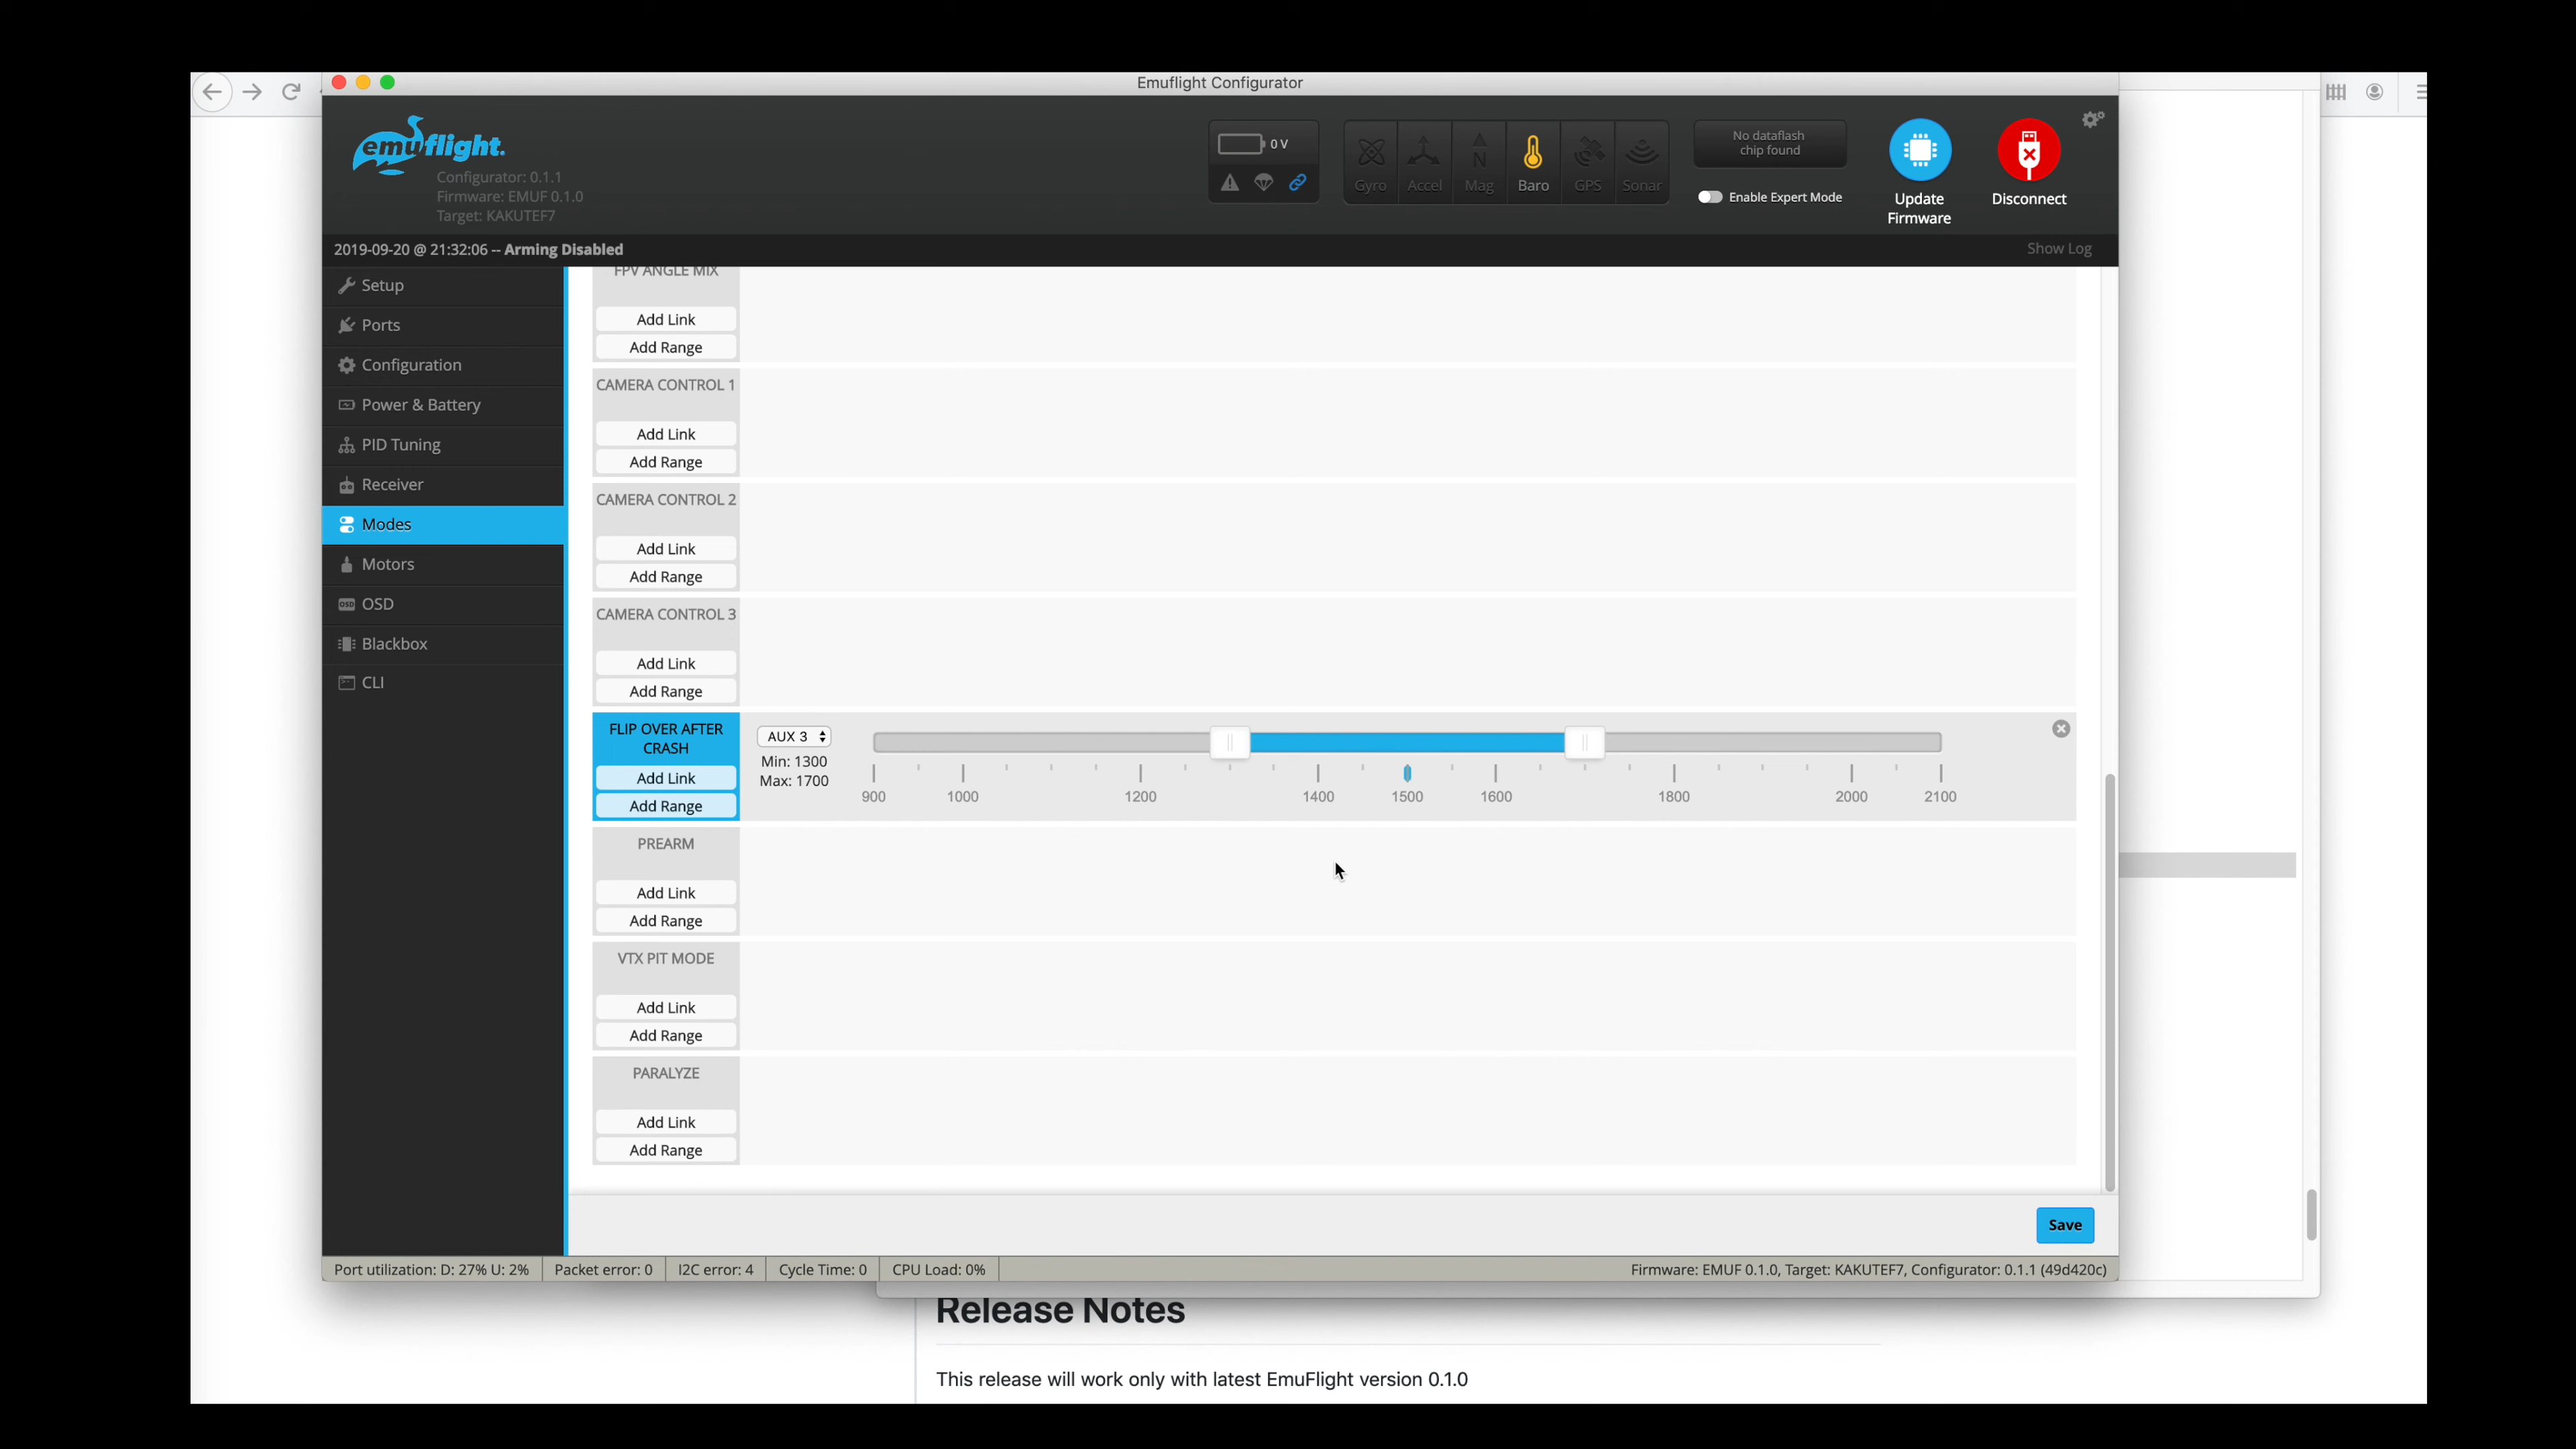 Emuflight Configurator
emuflight.
Configurator: 0.1.1
Firmware: EMUF 0.1.0
Target: KAKUTEF7
0 V
Gyro
Accel
N
Mag
Baro
GPS
Sonar
No dataflash
chip found
Enable Expert Mode
Update
Firmware
Disconnect
2019-09-20 @ 21:32:06 -- Arming Disabled
Show Log
Setup
Ports
Configuration
Power & Battery
PID Tuning
Receiver
Modes
Motors
OSD
OSD
Blackbox
CLI
FPV ANGLE MIX
Add Link
Add Range
CAMERA CONTROL 1
Add Link
Add Range
CAMERA CONTROL 2
Add Link
Add Range
CAMERA CONTROL 3
Add Link
Add Range
FLIP OVER AFTER
CRASH
Add Link
Add Range
AUX 3
Min: 1300
Max: 1700
900 1000 1200 1400 1500 1600 1800 2000 2100
PREARM
Add Link
Add Range
VTX PIT MODE
Add Link
Add Range
PARALYZE
Add Link
Add Range
Save
Port utilization: D: 27% U: 2%
Packet error: 0
I2C error: 4
Cycle Time: 0
CPU Load: 0%
Firmware: EMUF 0.1.0, Target: KAKUTEF7, Configurator: 0.1.1 (49d420c)
Release Notes
This release will work only with latest EmuFlight version 0.1.0